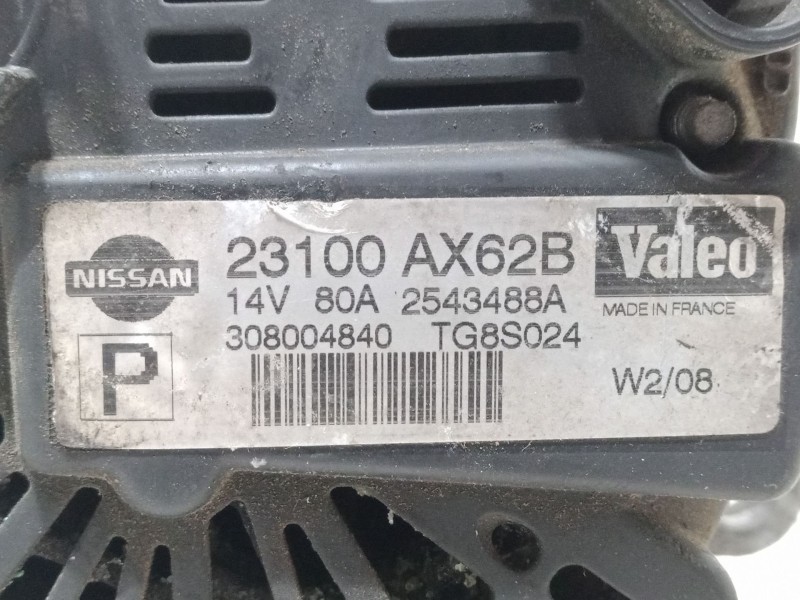 NISSAN
23100 AX62B
Valeo
14V 80A 2543488A
MADE IN FRANCE
308004840 TG8S024
P
W2/08